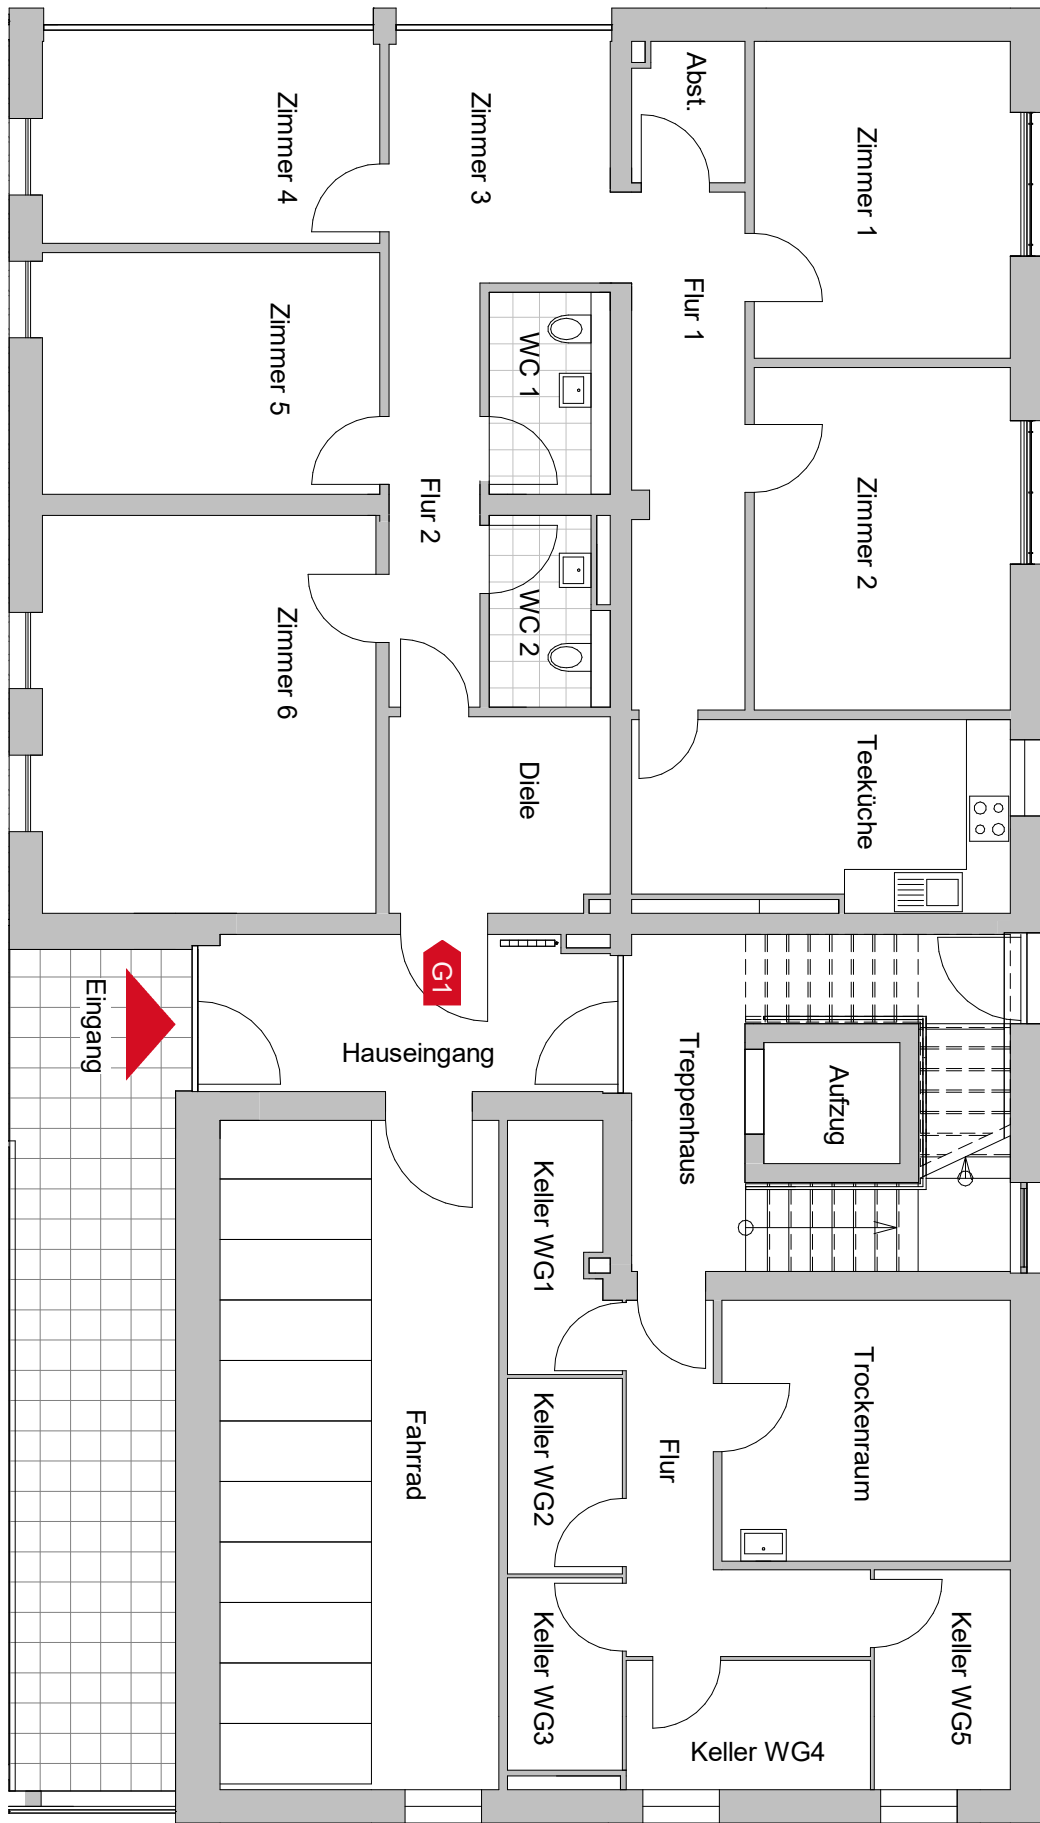 Abst.
Zimmer 1
Zimmer 3
Zimmer 4
Flur 1
WC 1
Zimmer 5
Flur 2
Zimmer 2
WC 2
Zimmer 6
Teeküche
Diele
G1
Eingang
Hauseingang
Treppenhaus
Aufzug
Keller WG1
Trockenraum
Keller WG2
Flur
Fahrrad
Keller WG3
Keller WG5
Keller WG4